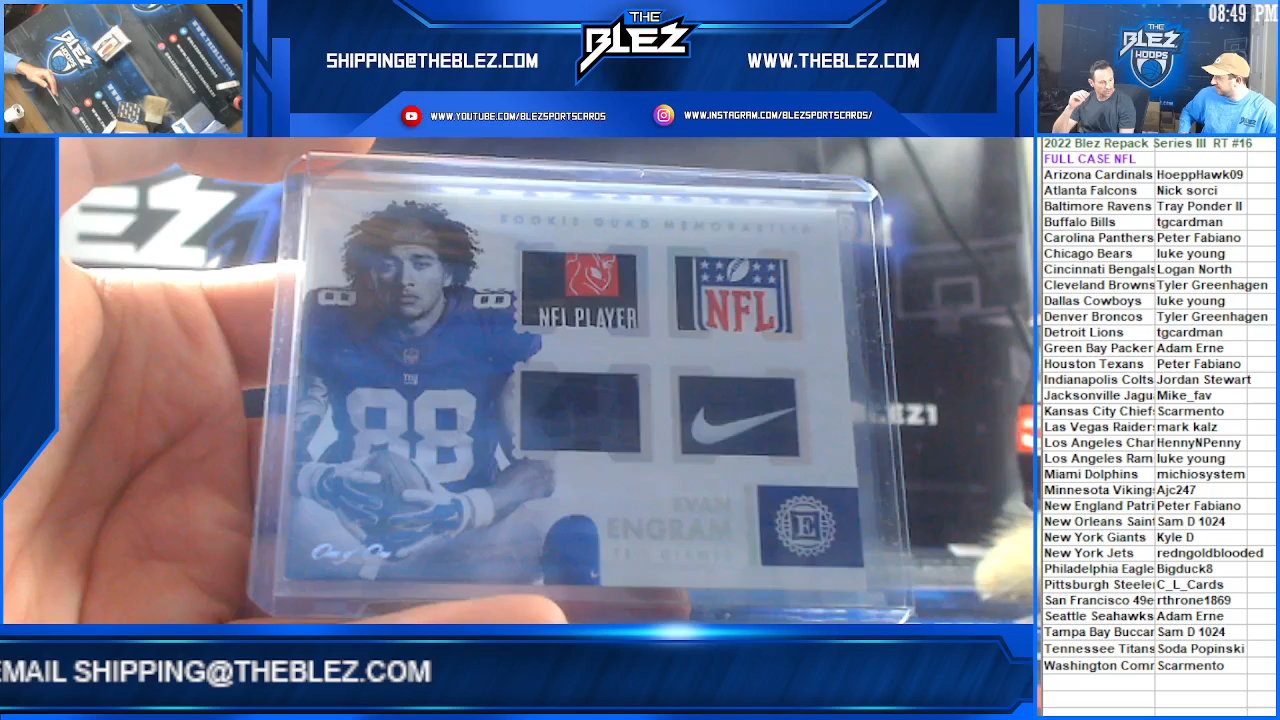 08:49 PM
THE
BLEZ
SHIPPING@THEBLEZ.COM
WWW.THEBLEZ.COM
WWW.YOUTUBE.COM/BLEZSPORTSCARDS
WWW.INSTAGRAM.COM/BLEZSPORTSCARDS/
THE
BLEZ
HOOPS
ROOKIE QUAD MEMORABILIA
NFL PLAYER
NFL
88
88
88
EVAN
ENGRAM
E
One of One
EMAIL SHIPPING@THEBLEZ.COM
2022 Blez Repack Series III RT #16
FULL CASE NFL
Arizona Cardinals HoeppHawk09
Atlanta Falcons Nick sorci
Baltimore Ravens Tray Ponder II
Buffalo Bills tgcardman
Carolina Panthers Peter Fabiano
Chicago Bears luke young
Cincinnati Bengals Logan North
Cleveland Browns Tyler Greenhagen
Dallas Cowboys luke young
Denver Broncos Tyler Greenhagen
Detroit Lions tgcardman
Green Bay Packer Adam Erne
Houston Texans Peter Fabiano
Indianapolis Colts Jordan Stewart
Jacksonville Jagu Mike_fav
Kansas City Chief Scarmento
Las Vegas Raider mark kalz
Los Angeles Char HennyNPenny
Los Angeles Ram luke young
Miami Dolphins michiosystem
Minnesota Viking Ajc247
New England Patri Peter Fabiano
New Orleans Saint Sam D 1024
New York Giants Kyle D
New York Jets redngoldblooded
Philadelphia Eagle Bigduck8
Pittsburgh Steele C_L_Cards
San Francisco 49e rthrone1869
Seattle Seahawks Adam Erne
Tampa Bay Buccar Sam D 1024
Tennessee Titans Soda Popinski
Washington Comm Scarmento